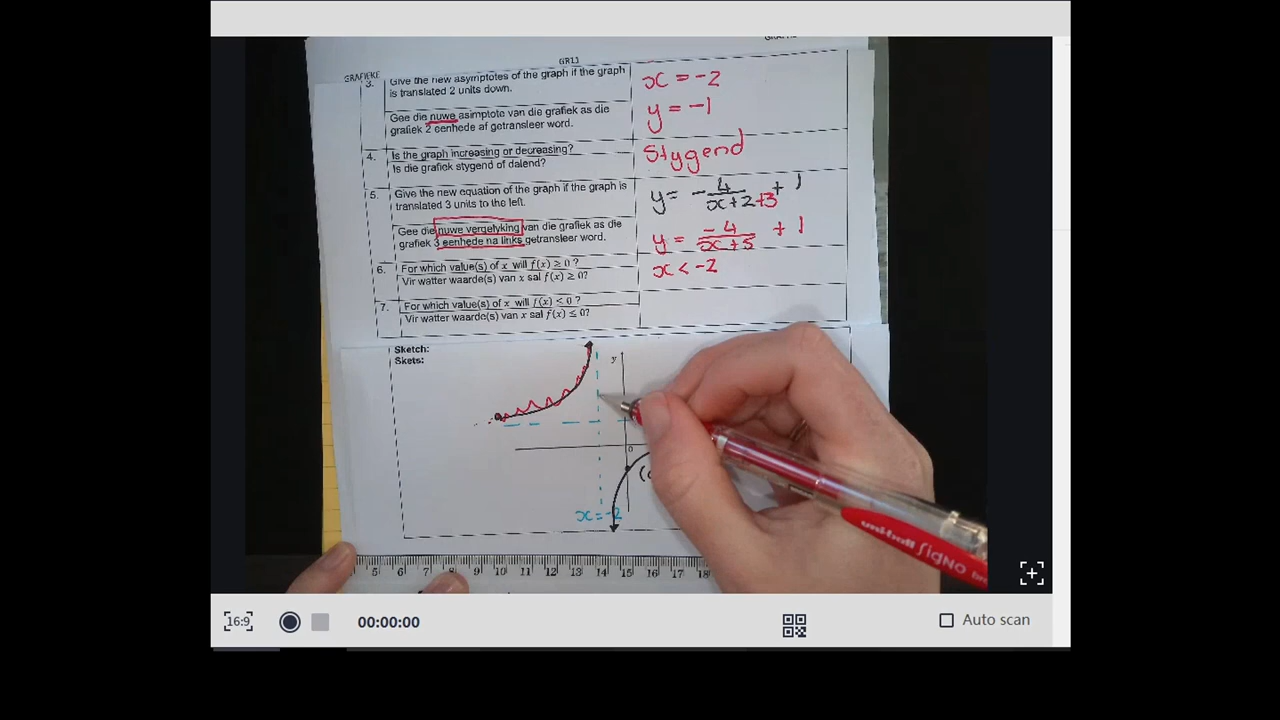 GRAFIEKE
GR11
3. Give the new asymptotes of the graph if the graph
is translated 2 units down.
Gee die nuwe asimptote van die grafiek as die
grafiek 2 eenhede af getransleer word.
x = -2
y = -1
4. Is the graph increasing or decreasing?
Is die grafiek stygend of dalend?
Stygend
5. Give the new equation of the graph if the graph is
translated 3 units to the left.
Gee die nuwe vergelyking van die grafiek as die
grafiek 3 eenhede na links getransleer word.
y = -4/(x+2+3) + 1
y = -4/(x+5) + 1
6. For which value(s) of x will f(x) ≥ 0 ?
Vir watter waarde(s) van x sal f(x) ≥ 0?
x < -2
7. For which value(s) of x will f(x) ≤ 0 ?
Vir watter waarde(s) van x sal f(x) ≤ 0?
Sketch:
Skets:
y
0
x = -2
5 6 7 8 9 10 11 12 13 14 15 16 17 18
uni-ball SigNO
16:9
00:00:00
Auto scan